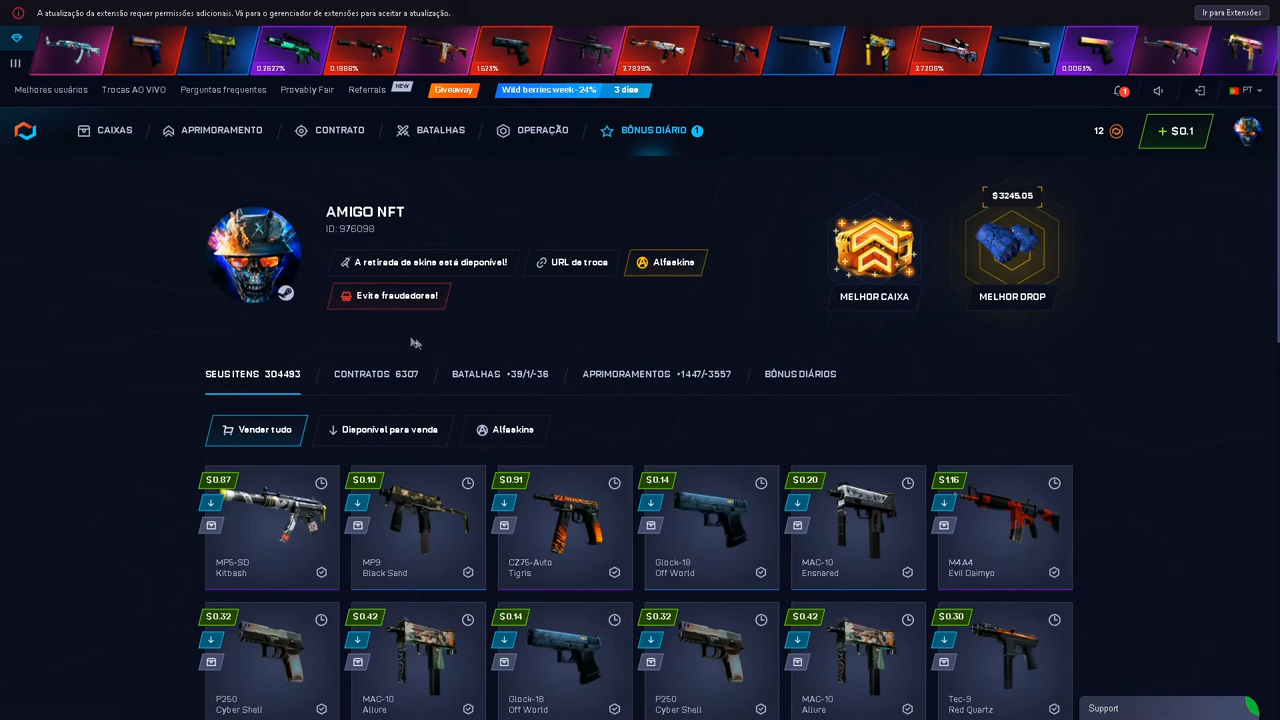 A atualização da extensão requer permissões adicionais. Vá para o gerenciador de extensões para aceitar a atualização.
Ir para Extensões
0.2627%
0.1966%
1.523%
2.7628%
2.7206%
0.0063%
Melhores usuários
Trocas AO VIVO
Perguntas frequentes
Provably Fair
Referrals
NEW
Giveaway
Wild berries week -24%
3 dias
1
PT
CAIXAS
APRIMORAMENTO
CONTRATO
BATALHAS
OPERAÇÃO
BÔNUS DIÁRIO
1
12
+ $0.1
AMIGO NFT
ID: 976098
A retirada de skins está disponível!
URL de troca
Alfaskins
Evite fraudadores!
MELHOR CAIXA
$3245.05
MELHOR DROP
SEUS ITENS 304493
CONTRATOS 6307
BATALHAS +39/1/-36
APRIMORAMENTOS +1447/-3557
BÔNUS DIÁRIOS
Vender tudo
Disponível para venda
Alfaskins
$0.87
MP5-SD
Kitbash
$0.10
MP9
Black Sand
$0.91
CZ75-Auto
Tigris
$0.14
Glock-18
Off World
$0.20
MAC-10
Ensnared
$1.16
M4A4
Evil Daimyo
$0.32
P250
Cyber Shell
$0.42
MAC-10
Allure
$0.14
Glock-18
Off World
$0.32
P250
Cyber Shell
$0.42
MAC-10
Allure
$0.30
Tec-9
Red Quartz
Support